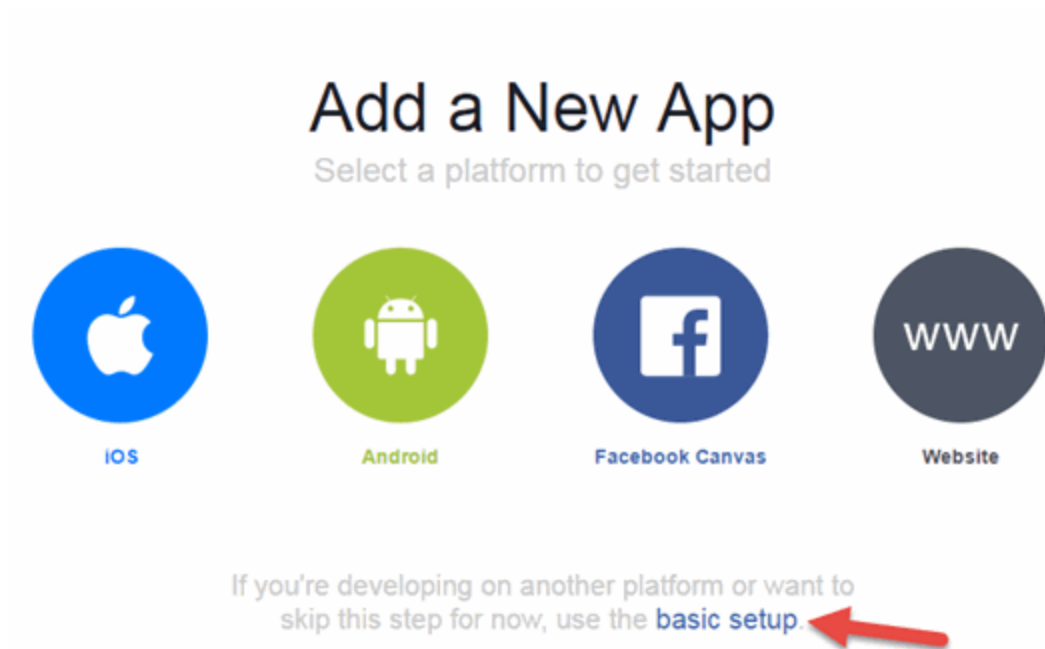 Add a New App
Select a platform to get started
f
www
iOS
Android
Facebook Canvas
Website
If you're developing on another platform or want to
skip this step for now, use the basic setup.